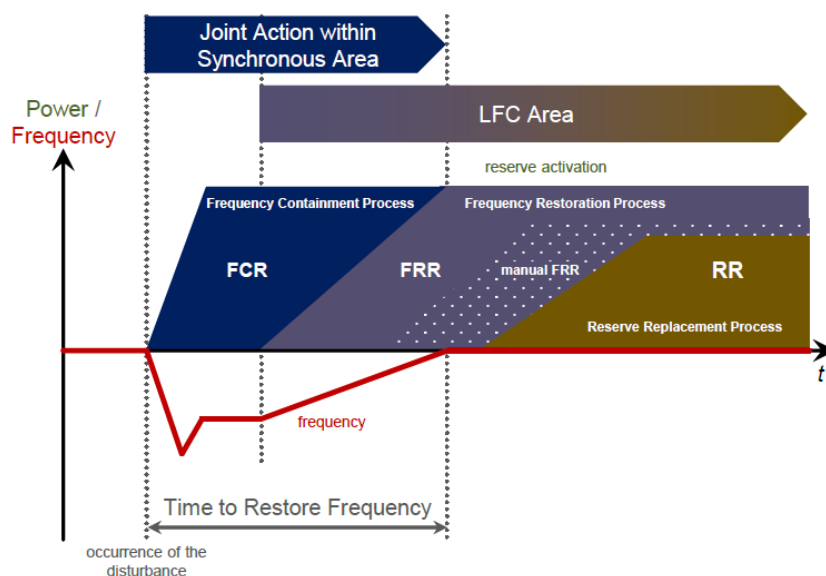 Joint Action within
Synchronous Area
LFC Area
Power /
Frequency
reserve activation
Frequency Containment Process
Frequency Restoration Process
FCR
FRR
manual FRR
RR
Reserve Replacement Process
t
frequency
Time to Restore Frequency
occurrence of the
disturbance